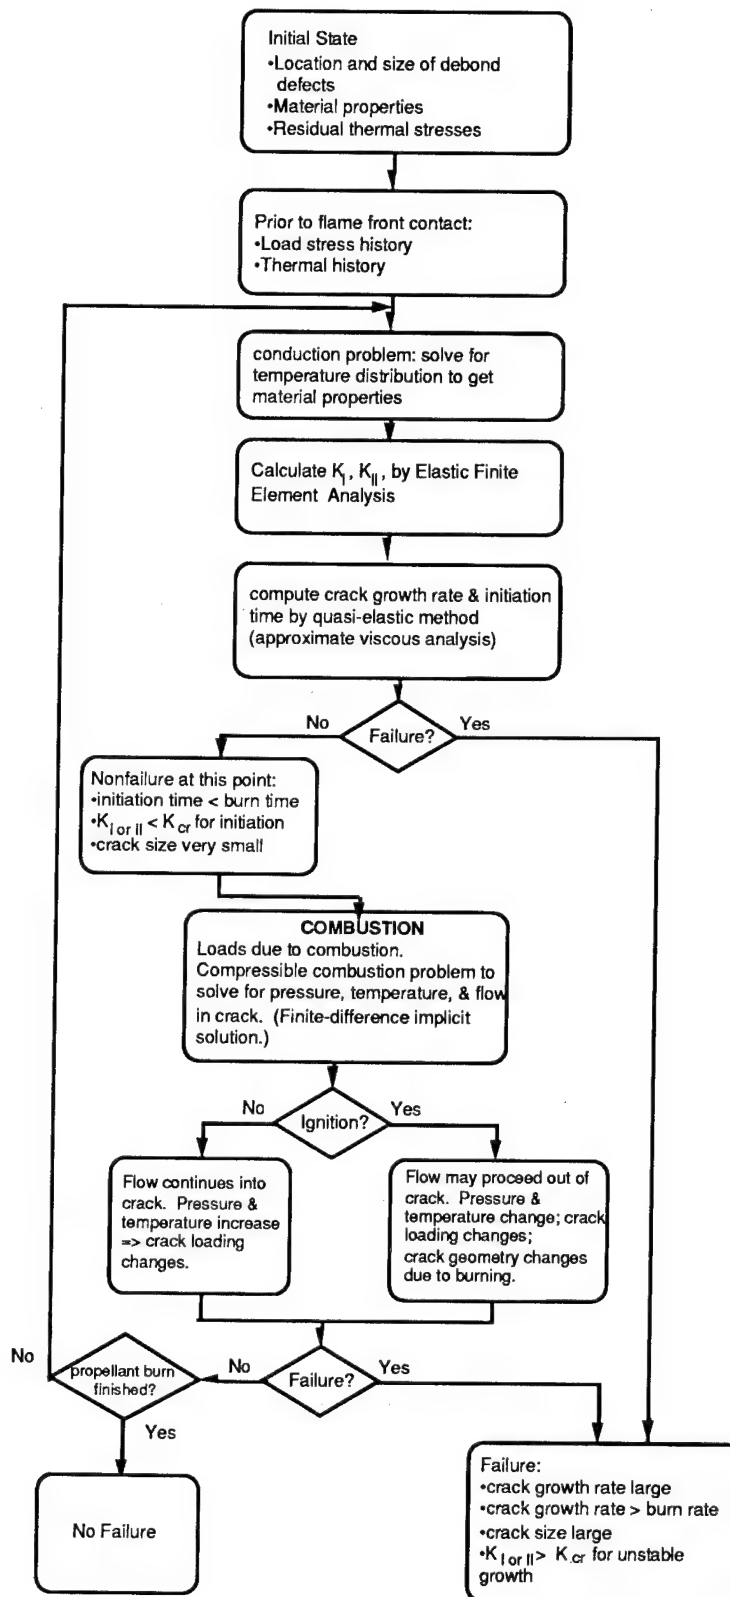 Initial State
•Location and size of debond
defects
•Material properties
•Residual thermal stresses
Prior to flame front contact:
•Load stress history
•Thermal history
conduction problem: solve for
temperature distribution to get
material properties
Calculate K_I, K_II, by Elastic Finite
Element Analysis
compute crack growth rate & initiation
time by quasi-elastic method
(approximate viscous analysis)
No
Failure?
Yes
Nonfailure at this point:
•initiation time < burn time
•K_I or II < K_cr for initiation
•crack size very small
COMBUSTION
Loads due to combustion.
Compressible combustion problem to
solve for pressure, temperature, & flow
in crack. (Finite-difference implicit
solution.)
No
Ignition?
Yes
Flow continues into
crack. Pressure &
temperature increase
=> crack loading
changes.
Flow may proceed out of
crack. Pressure &
temperature change; crack
loading changes;
crack geometry changes
due to burning.
No
propellant burn
finished?
No
Failure?
Yes
Yes
No Failure
Failure:
•crack growth rate large
•crack growth rate > burn rate
•crack size large
•K_I or II > K_cr for unstable
growth